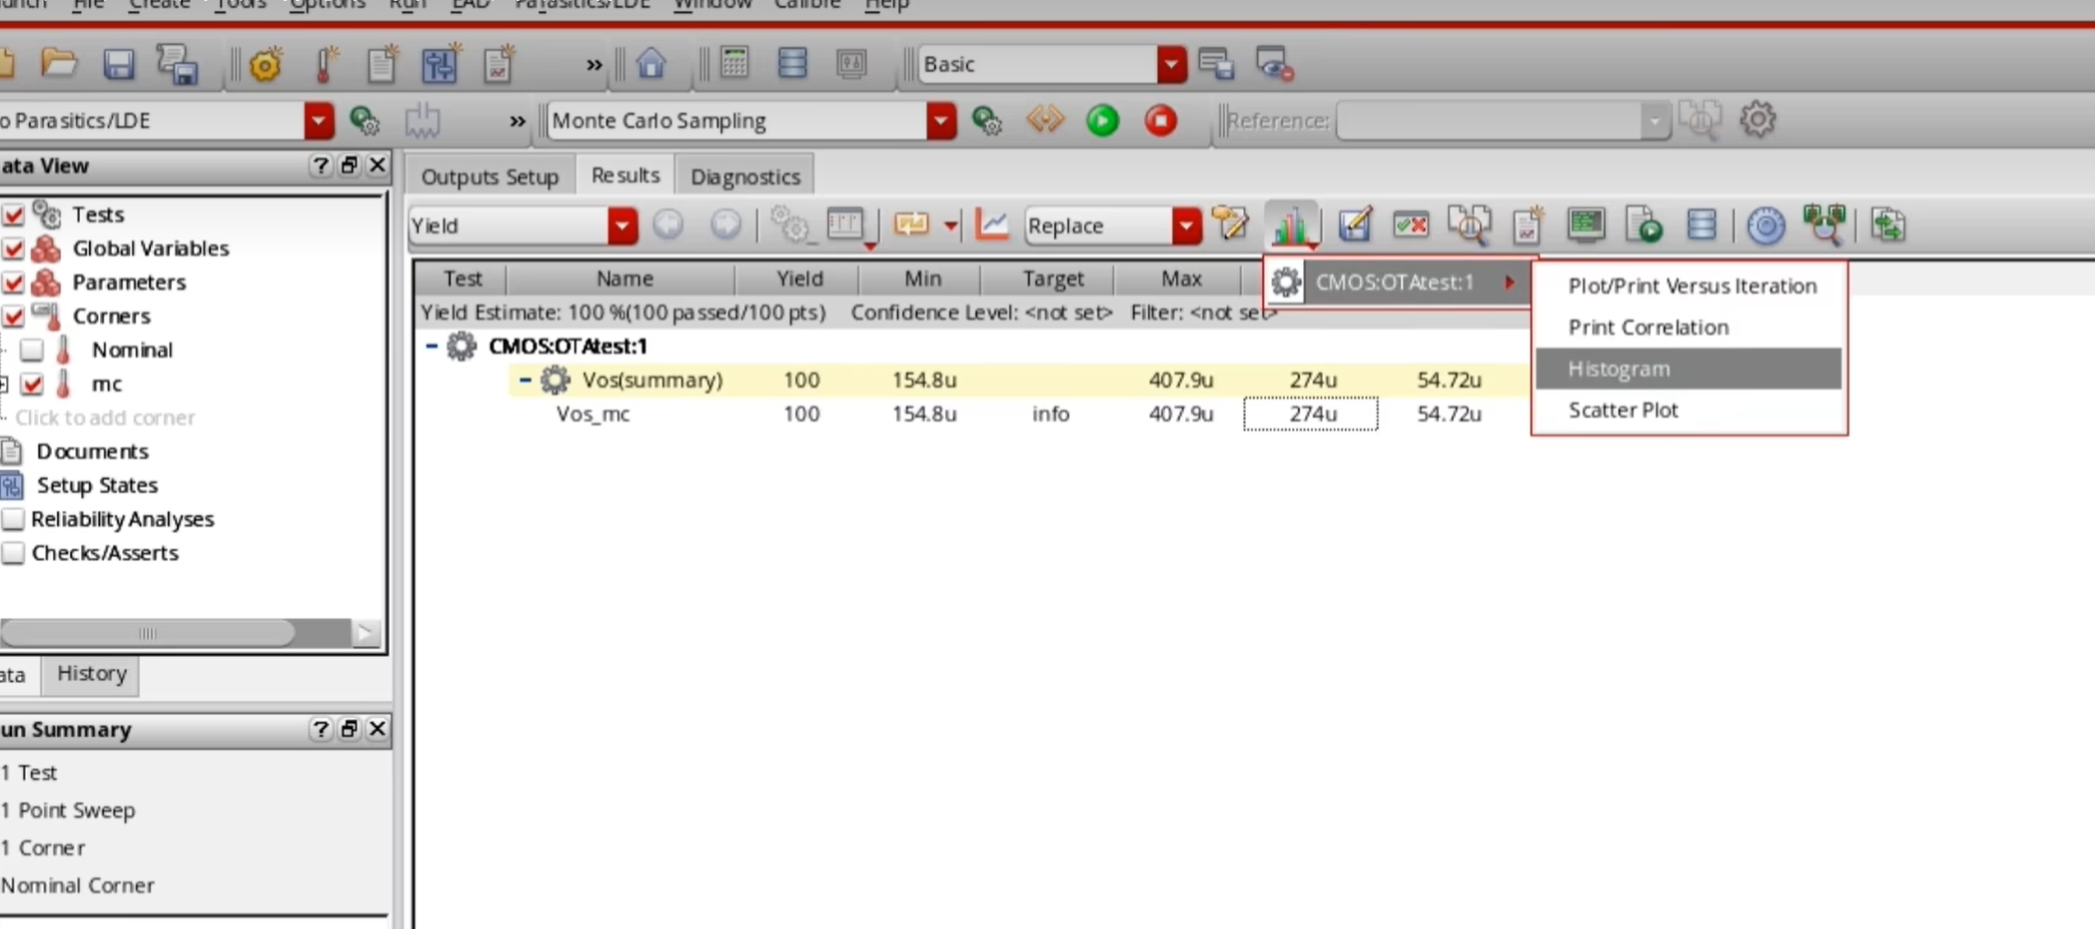 File Create Tools Options Run EAD Parasitics/LDE Window Calibre Help
Basic
o Parasitics/LDE
Monte Carlo Sampling
Reference:
ata View
Outputs Setup Results Diagnostics
Yield
Replace
Tests
Global Variables
Parameters
Corners
Nominal
mc
Click to add corner
Documents
Setup States
Reliability Analyses
Checks/Asserts
Test Name Yield Min Target Max
CMOS:OTAtest:1
Plot/Print Versus Iteration
Print Correlation
Histogram
Scatter Plot
Yield Estimate: 100 %(100 passed/100 pts) Confidence Level: <not set> Filter: <not set>
CMOS:OTAtest:1
Vos(summary) 100 154.8u 407.9u 274u 54.72u
Vos_mc 100 154.8u info 407.9u 274u 54.72u
ata History
un Summary
1 Test
1 Point Sweep
1 Corner
Nominal Corner